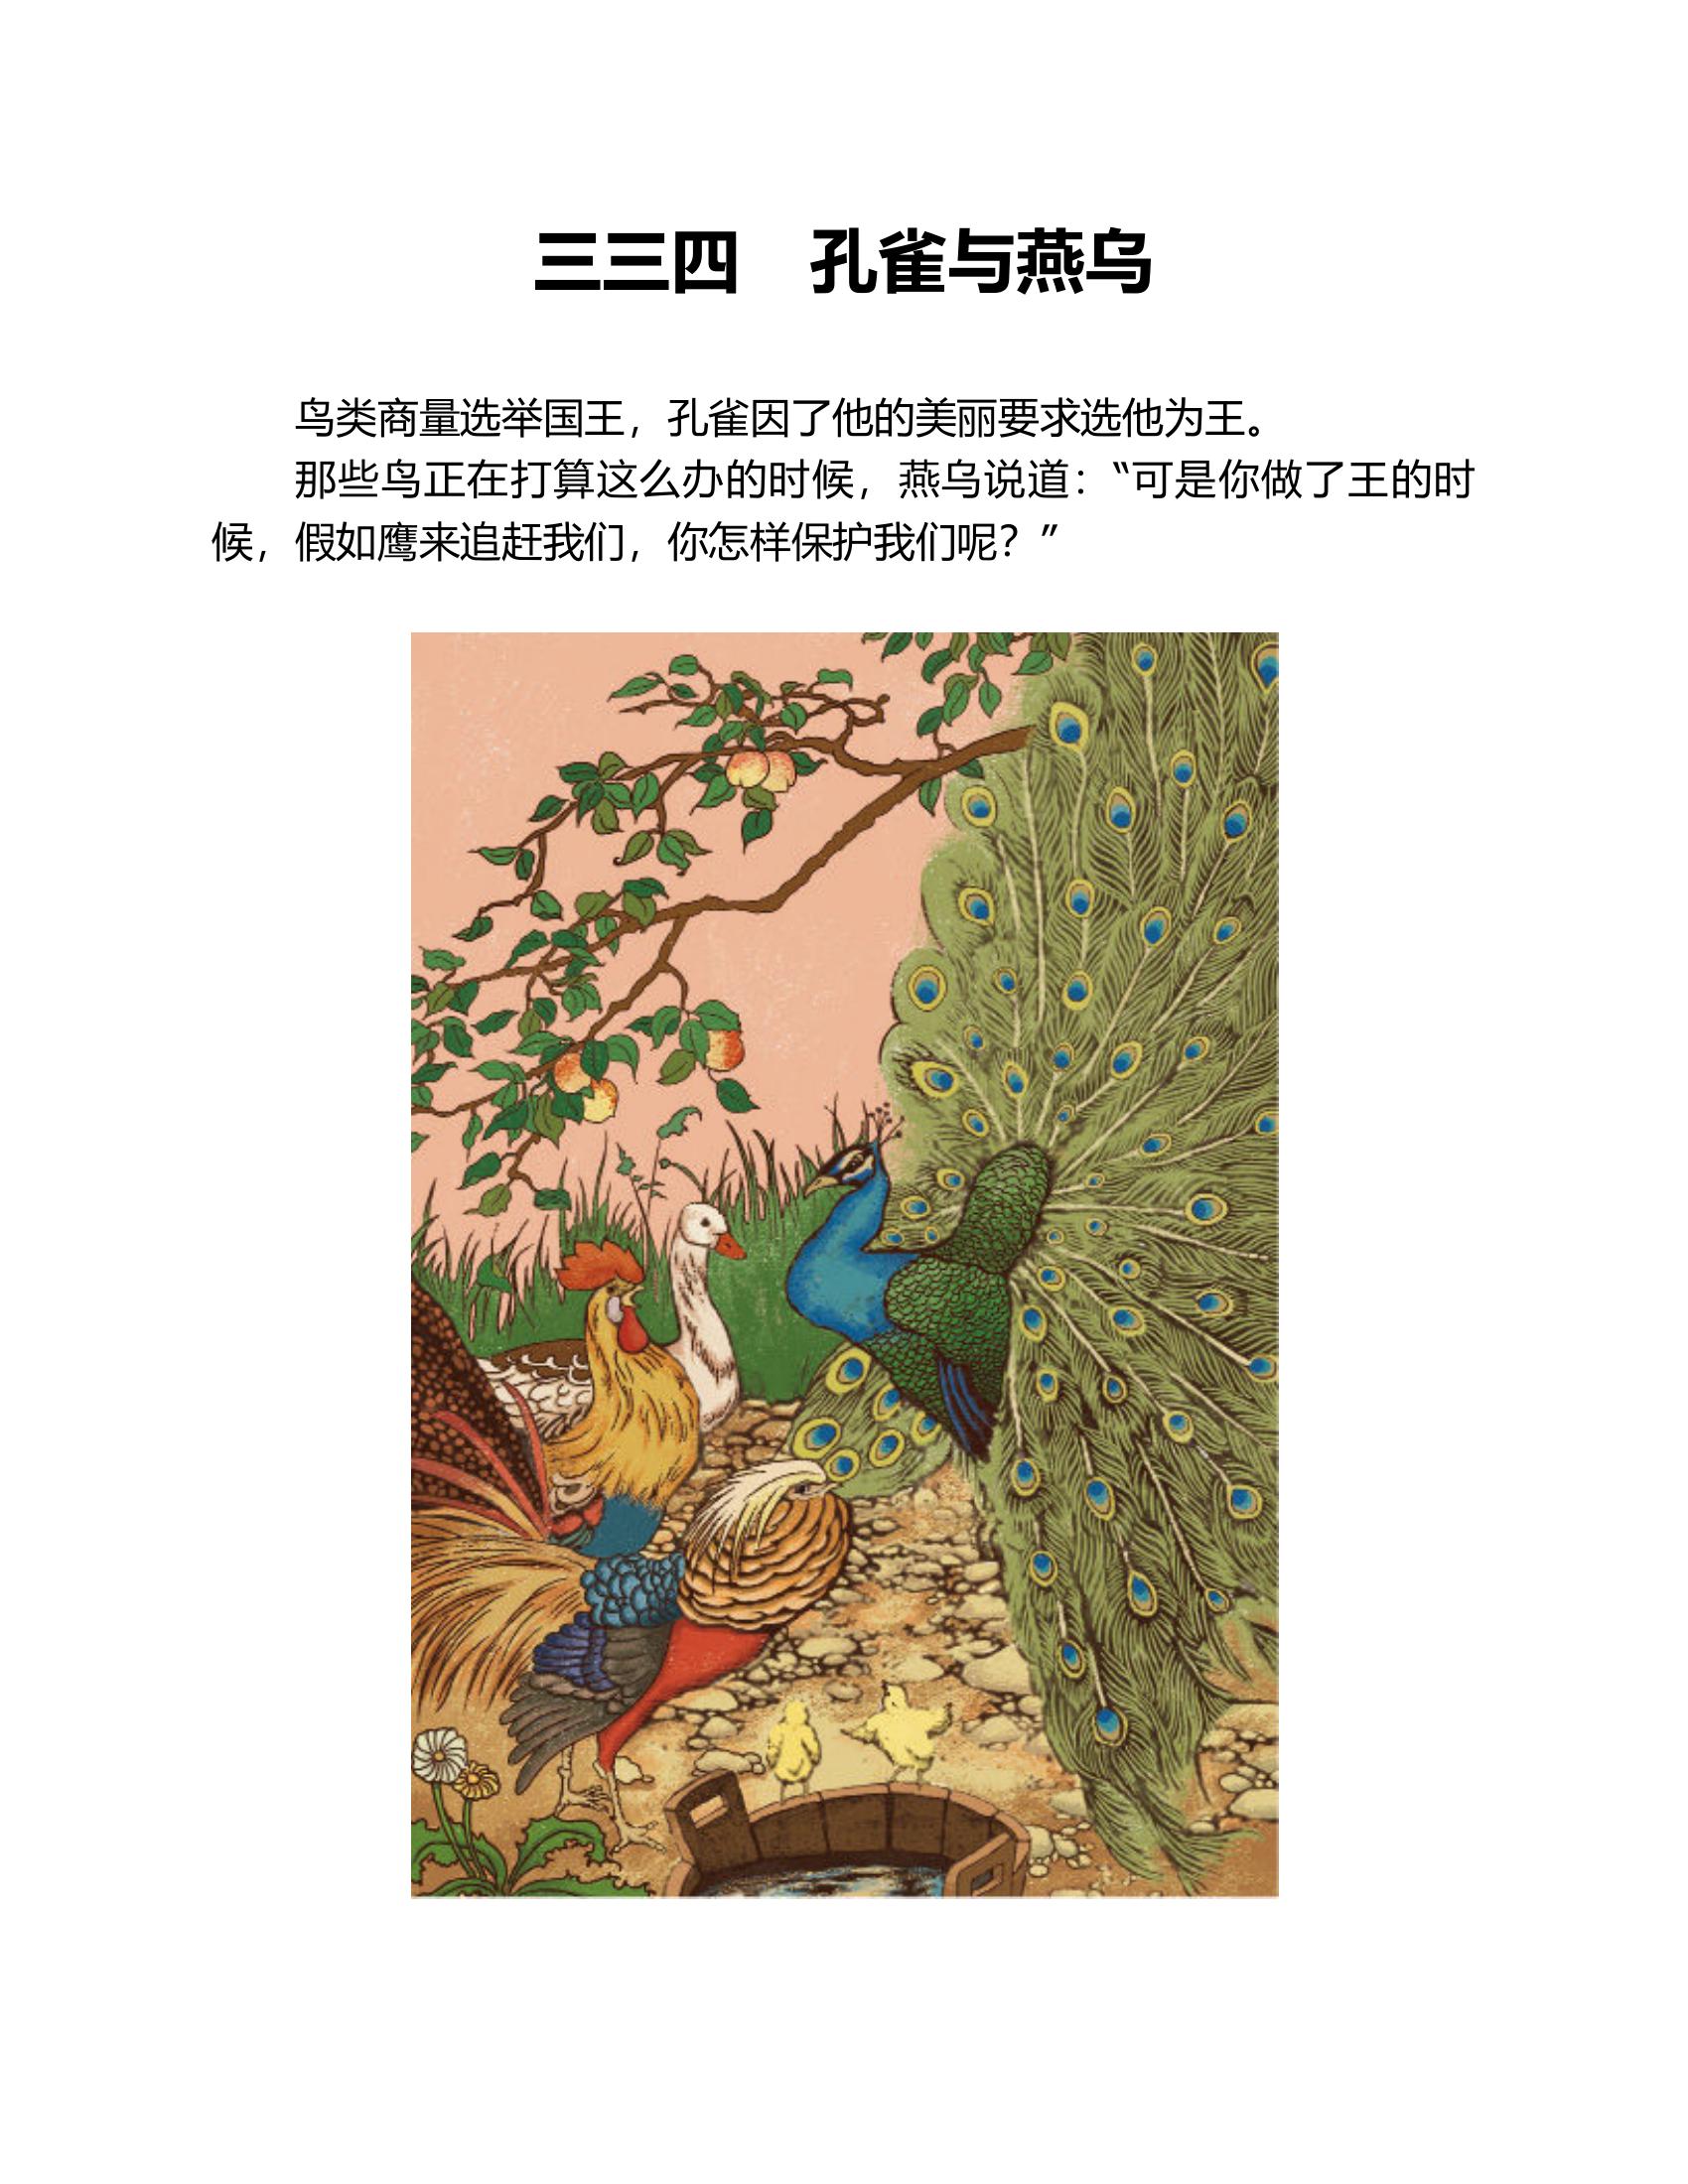 三三四　孔雀与燕乌
鸟类商量选举国王，孔雀因了他的美丽要求选他为王。
那些鸟正在打算这么办的时候，燕乌说道：“可是你做了王的时
候，假如鹰来追赶我们，你怎样保护我们呢？”